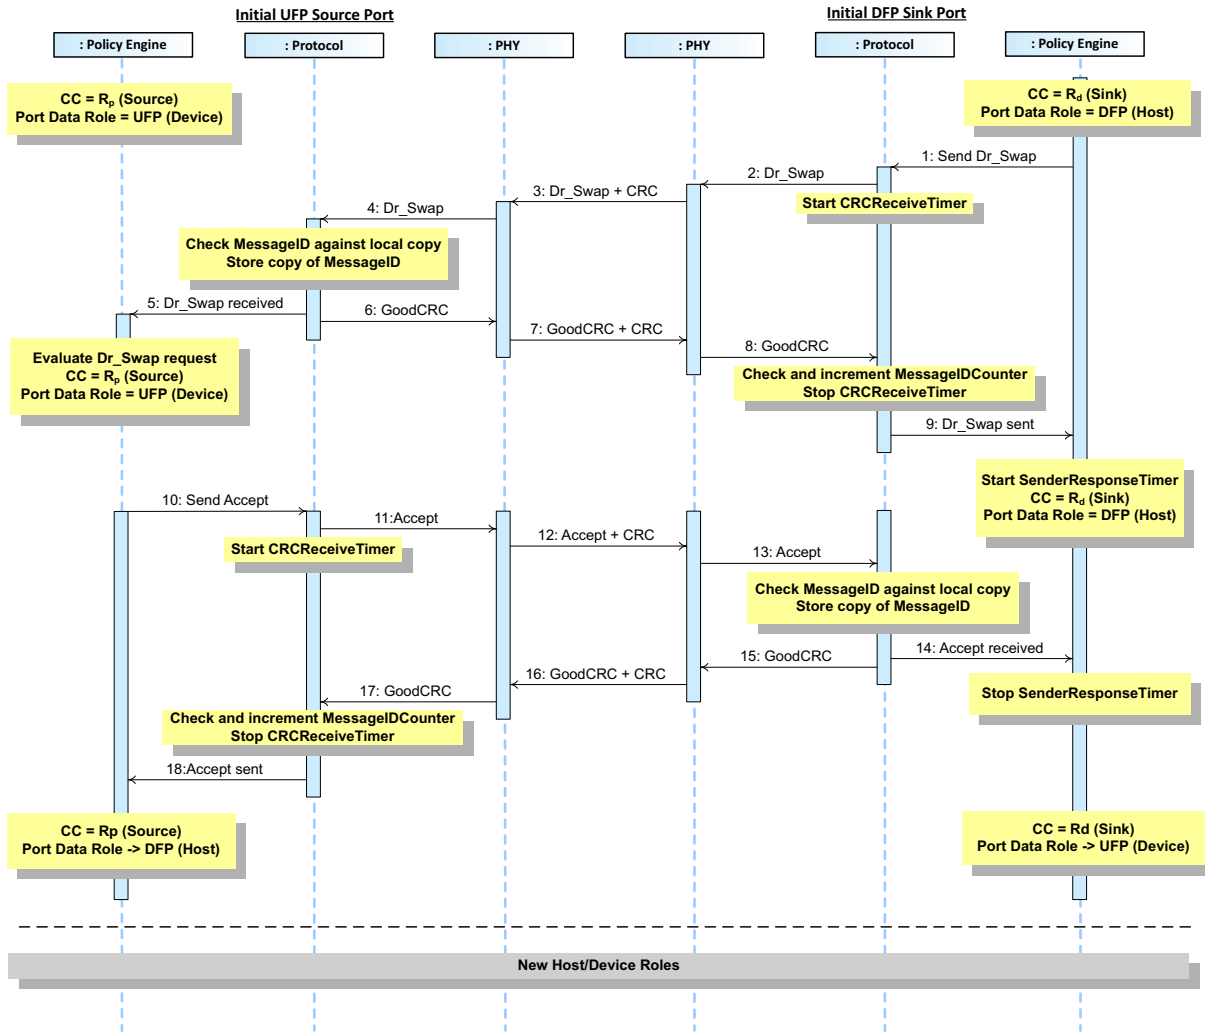 Initial UFP Source Port
Initial DFP Sink Port
: Policy Engine
: Protocol
: PHY
: PHY
: Protocol
: Policy Engine
CC = Rp (Source)
Port Data Role = UFP (Device)
CC = Rd (Sink)
Port Data Role = DFP (Host)
1: Send Dr_Swap
2: Dr_Swap
Start CRCReceiveTimer
3: Dr_Swap + CRC
4: Dr_Swap
Check MessageID against local copy
Store copy of MessageID
5: Dr_Swap received
6: GoodCRC
7: GoodCRC + CRC
8: GoodCRC
Evaluate Dr_Swap request
CC = Rp (Source)
Port Data Role = UFP (Device)
Check and increment MessageIDCounter
Stop CRCReceiveTimer
9: Dr_Swap sent
Start SenderResponseTimer
CC = Rd (Sink)
Port Data Role = DFP (Host)
10: Send Accept
11:Accept
Start CRCReceiveTimer
12: Accept + CRC
13: Accept
Check MessageID against local copy
Store copy of MessageID
14: Accept received
15: GoodCRC
16: GoodCRC + CRC
17: GoodCRC
Stop SenderResponseTimer
Check and increment MessageIDCounter
Stop CRCReceiveTimer
18:Accept sent
CC = Rp (Source)
Port Data Role -> DFP (Host)
CC = Rd (Sink)
Port Data Role -> UFP (Device)
New Host/Device Roles